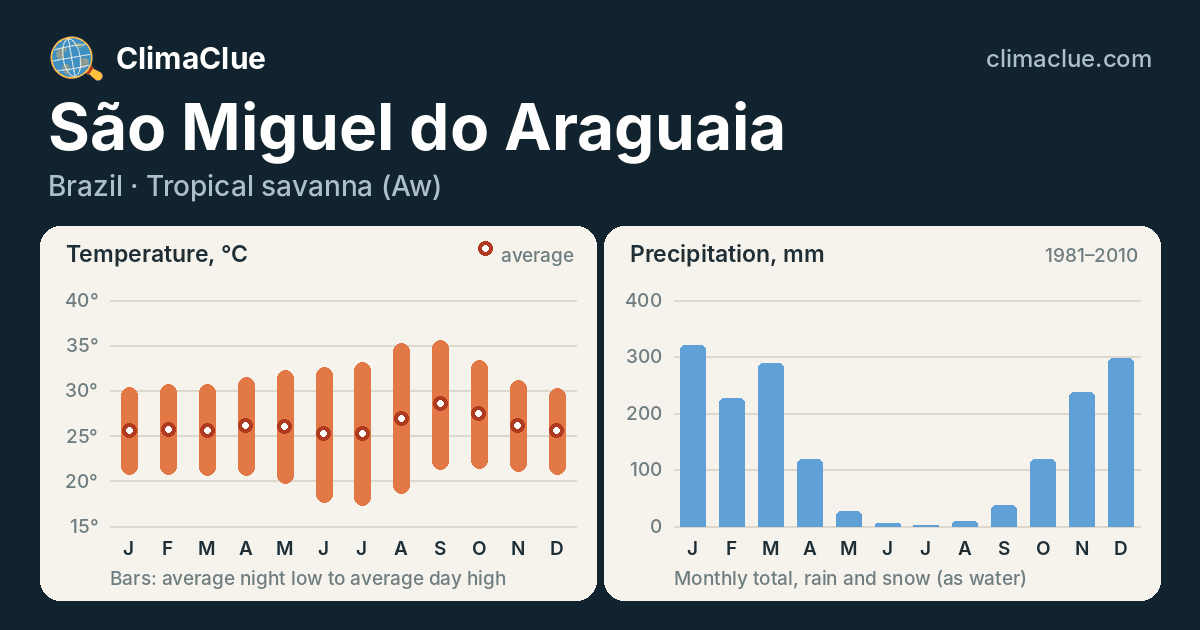 ClimaClue
climaclue.com
São Miguel do Araguaia
Brazil · Tropical savanna (Aw)
Temperature, °C
average
40°
35°
30°
25°
20°
15°
J F M A M J J A S O N D
Bars: average night low to average day high
Precipitation, mm
1981–2010
400
300
200
100
0
J F M A M J J A S O N D
Monthly total, rain and snow (as water)